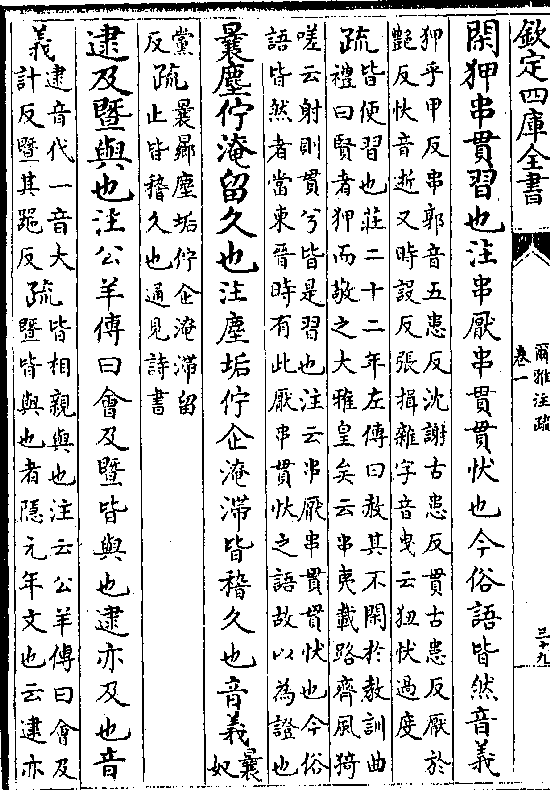 欽定四庫全書
爾雅注疏
卷一
三十九
閑狎串貫習也注串厭串貫貫忕也今俗語皆然音義
狎乎甲反串郭音五患反沈謝古患反貫古患反厭於
豔反忕音逝又時設反張揖雜字音曳云狃忕過度
疏皆便習也莊二十二年左傳曰赦其不閑於敎訓曲
禮曰賢者狎而敬之大雅皇矣云串夷載路齊風猗
嗟云射則貫兮皆是習也注云串厭串貫貫忕也今俗
語皆然者當東晉時有此厭串貫忕之語故以為證也
曩塵佇淹留久也注塵垢佇企淹滯皆稽久也音義曩奴
黨反疏曩曏塵垢佇企淹滯留止皆稽久也通見詩書
逮及暨與也注公羊傳曰會及暨皆與也逮亦及也音
義逮音代一音大計反暨其器反疏皆相親與也注云公羊傳曰會及
暨皆與也者隱元年文也云逮亦